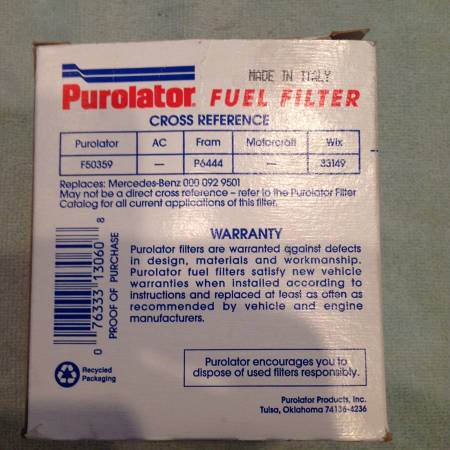 MADE IN ITALY
Purolator FUEL FILTER
CROSS REFERENCE
Purolator AC Fram Motorcraft Wix
F50359 — P6444 — 33149
Replaces: Mercedes-Benz 000 092 9501
May not be a direct cross reference – refer to the Purolator Filter
Catalog for all current applications of this filter.
WARRANTY
Purolator filters are warranted against defects
in design, materials and workmanship.
Purolator fuel filters satisfy new vehicle
warranties when installed according to
instructions and replaced at least as often as
recommended by vehicle and engine
manufacturers.
0 76333 13060 8
PROOF OF PURCHASE
Recycled
Packaging
Purolator encourages you to
dispose of used filters responsibly.
Purolator Products, Inc.
Tulsa, Oklahoma 74136-4236